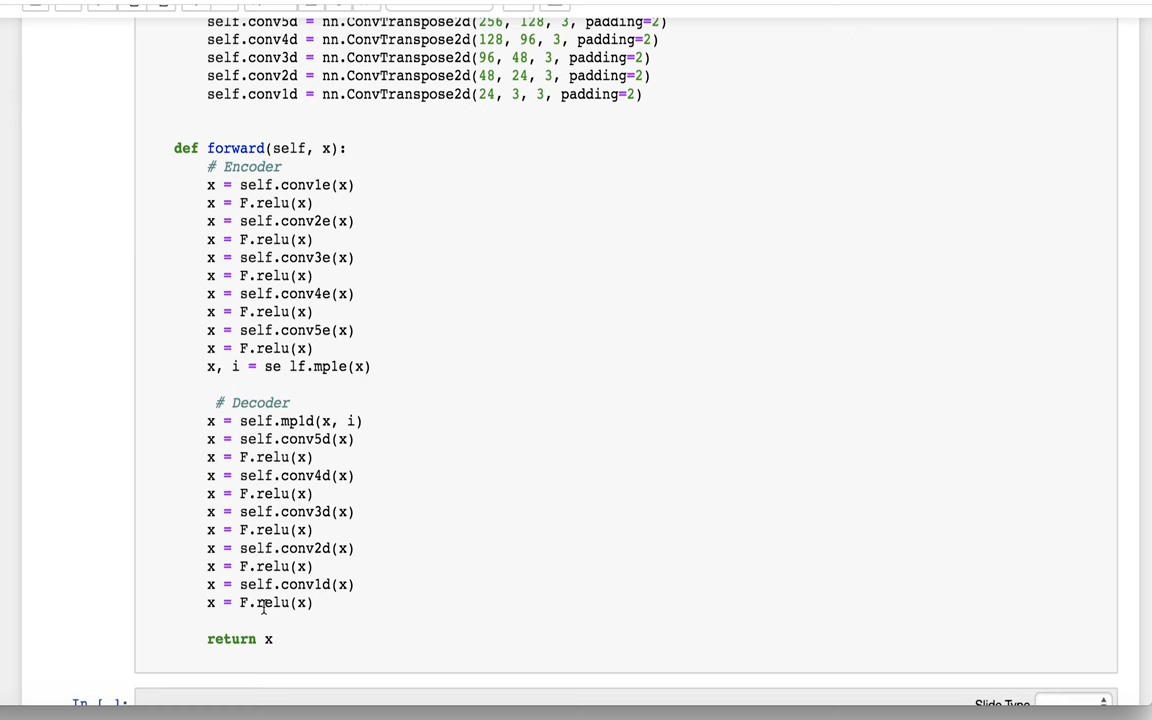 self.conv5d = nn.ConvTranspose2d(256, 128, 3, padding=2)
self.conv4d = nn.ConvTranspose2d(128, 96, 3, padding=2)
self.conv3d = nn.ConvTranspose2d(96, 48, 3, padding=2)
self.conv2d = nn.ConvTranspose2d(48, 24, 3, padding=2)
self.conv1d = nn.ConvTranspose2d(24, 3, 3, padding=2)
def forward(self, x):
# Encoder
x = self.conv1e(x)
x = F.relu(x)
x = self.conv2e(x)
x = F.relu(x)
x = self.conv3e(x)
x = F.relu(x)
x = self.conv4e(x)
x = F.relu(x)
x = self.conv5e(x)
x = F.relu(x)
x, i = se lf.mp1e(x)
# Decoder
x = self.mp1d(x, i)
x = self.conv5d(x)
x = F.relu(x)
x = self.conv4d(x)
x = F.relu(x)
x = self.conv3d(x)
x = F.relu(x)
x = self.conv2d(x)
x = F.relu(x)
x = self.conv1d(x)
x = F.relu(x)
return x
In [ ]:
Slide Type